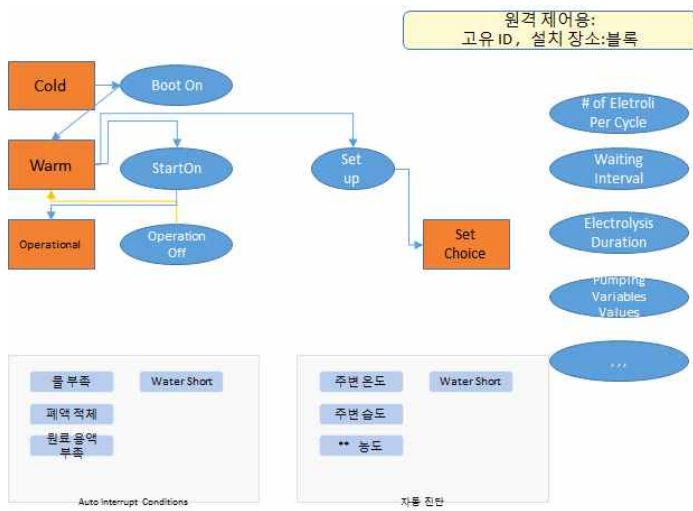 원격 제어용:
고유 ID, 설치 장소:블록
Cold
Boot On
# of Eletroli
Per Cycle
Warm
StartOn
Set
up
Waiting
Interval
Operational
Operation
Off
Set
Choice
Electrolysis
Duration
Pumping
Variables
Values
,,,
물 부족
Water Short
폐액 적체
원료 용액
부족
Auto Interrupt Conditions
주변 온도
Water Short
주변 습도
** 농도
자동 진단